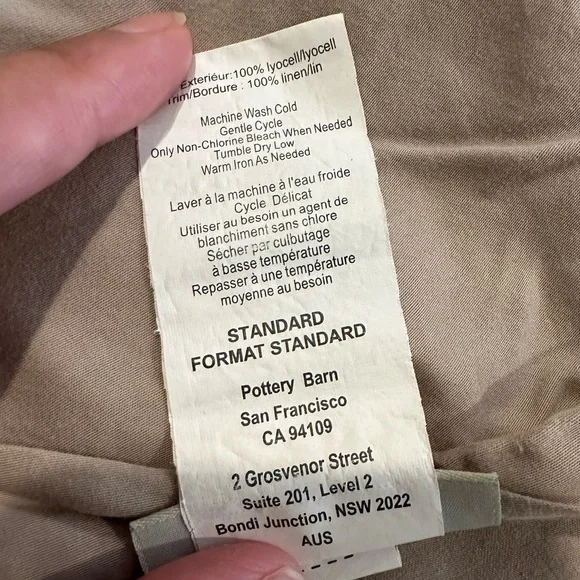 Exteriéur:100% lyocell/lyocell
Trim/Bordure : 100% linen/lin
Machine Wash Cold
Gentle Cycle
Only Non-Chlorine Bleach When Needed
Tumble Dry Low
Warm Iron As Needed
Laver à la machine à l'eau froide
Cycle Délicat
Utiliser au besoin un agent de
blanchiment sans chlore
Sécher par culbutage
à basse température
Repasser à une température
moyenne au besoin
STANDARD
FORMAT STANDARD
Pottery Barn
San Francisco
CA 94109
2 Grosvenor Street
Suite 201, Level 2
Bondi Junction, NSW 2022
AUS